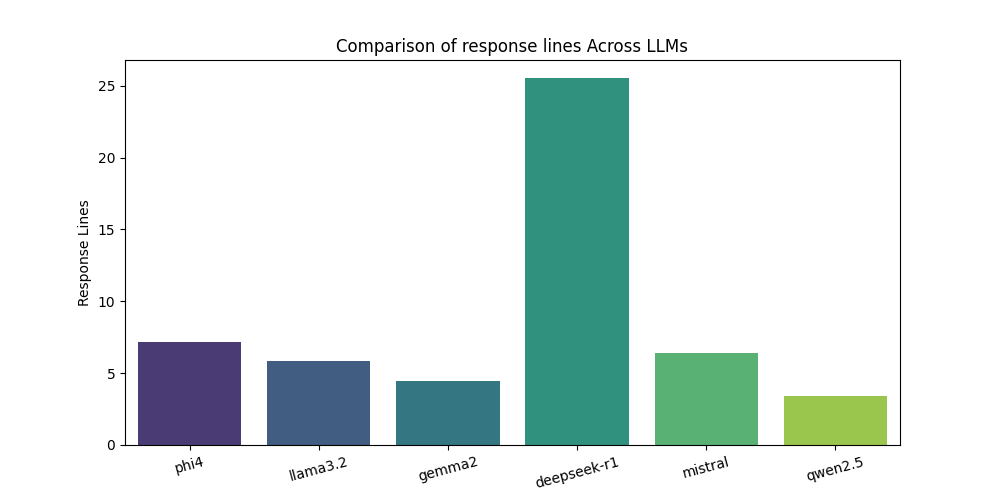 Comparison of response lines Across LLMs
Response Lines
25
20
15
10
5
0
phi4
llama3.2
gemma2
deepseek-r1
mistral
qwen2.5